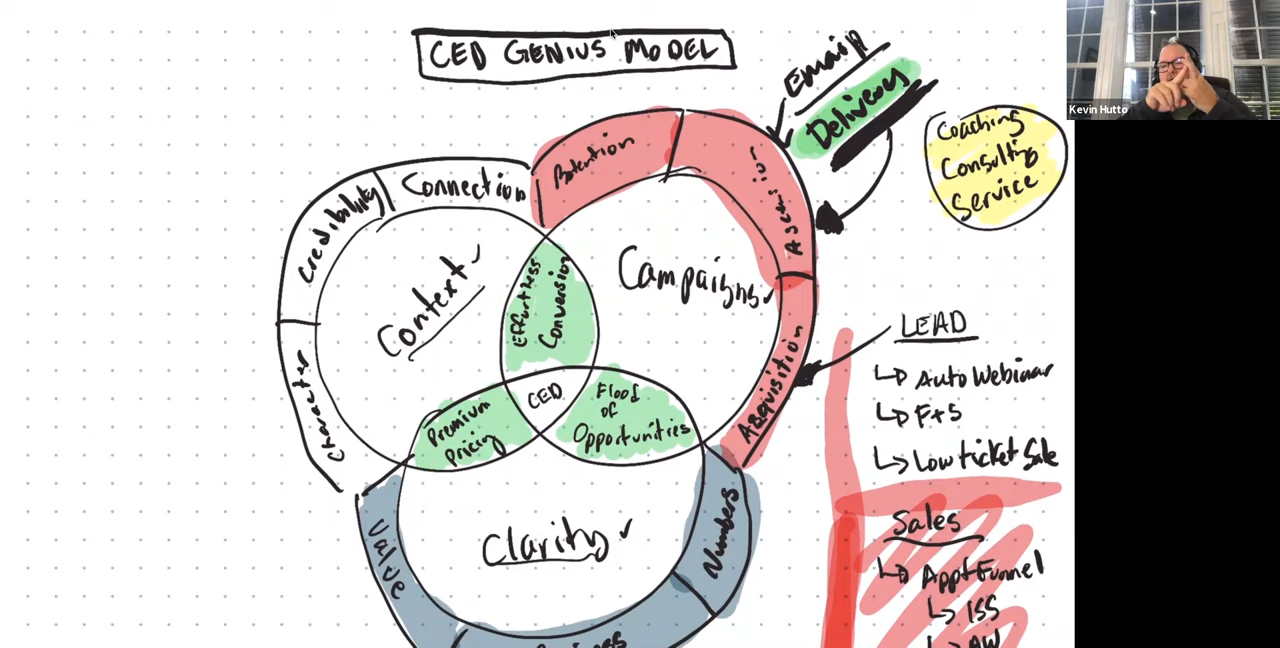 CED GENIUS MODEL
Email
Delivery
Kevin Hutto
Coaching
Consulting
Service
Retention
Ascension
Credibility
Connection
Context
Effortless
Conversion
Campaigns
LEAD
Auto Webinar
F+S
Low ticket Sale
Acquisition
Character
Premium
pricing
CED
Flood
of
Opportunities
Clarity
Value
Numbers
Sales
Appt Funnel
ISS
AW